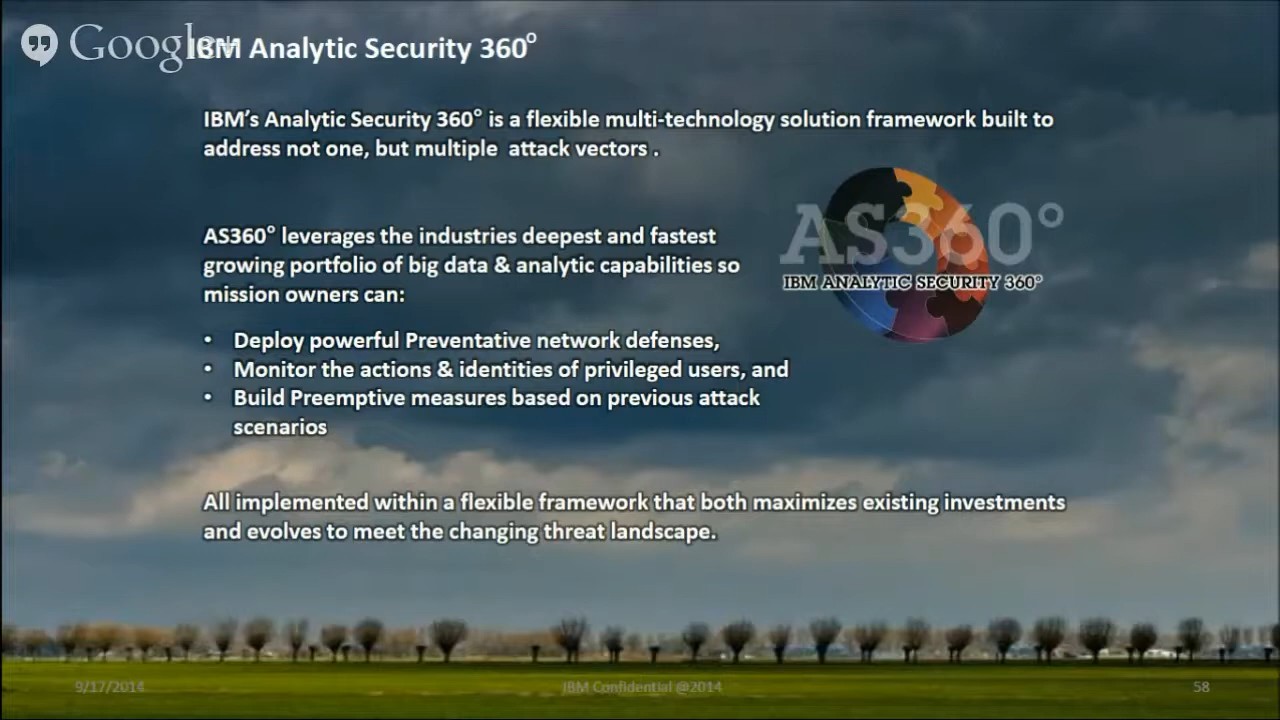 Google+
IBM Analytic Security 360°
IBM's Analytic Security 360° is a flexible multi-technology solution framework built to
address not one, but multiple attack vectors .
AS360° leverages the industries deepest and fastest
growing portfolio of big data & analytic capabilities so
mission owners can:
• Deploy powerful Preventative network defenses,
• Monitor the actions & identities of privileged users, and
• Build Preemptive measures based on previous attack
scenarios
AS360°
IBM ANALYTIC SECURITY 360°
All implemented within a flexible framework that both maximizes existing investments
and evolves to meet the changing threat landscape.
9/17/2014
IBM Confidential @2014
58